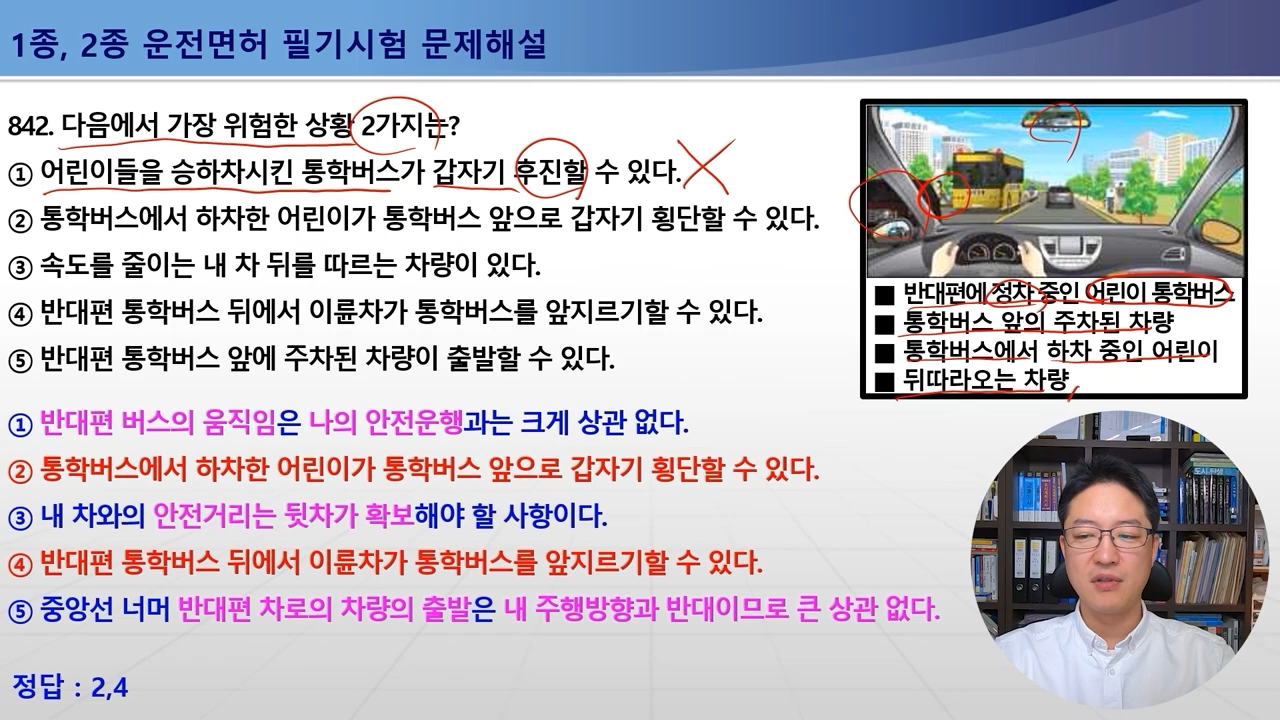 1종, 2종 운전면허 필기시험 문제해설
842. 다음에서 가장 위험한 상황 2가지는?
① 어린이들을 승하차시킨 통학버스가 갑자기 후진할 수 있다.
② 통학버스에서 하차한 어린이가 통학버스 앞으로 갑자기 횡단할 수 있다.
③ 속도를 줄이는 내 차 뒤를 따르는 차량이 있다.
④ 반대편 통학버스 뒤에서 이륜차가 통학버스를 앞지르기할 수 있다.
⑤ 반대편 통학버스 앞에 주차된 차량이 출발할 수 있다.
■ 반대편에 정차 중인 어린이 통학버스
■ 통학버스 앞의 주차된 차량
■ 통학버스에서 하차 중인 어린이
■ 뒤따라오는 차량
① 반대편 버스의 움직임은 나의 안전운행과는 크게 상관 없다.
② 통학버스에서 하차한 어린이가 통학버스 앞으로 갑자기 횡단할 수 있다.
③ 내 차와의 안전거리는 뒷차가 확보해야 할 사항이다.
④ 반대편 통학버스 뒤에서 이륜차가 통학버스를 앞지르기할 수 있다.
⑤ 중앙선 너머 반대편 차로의 차량의 출발은 내 주행방향과 반대이므로 큰 상관 없다.
정답 : 2,4